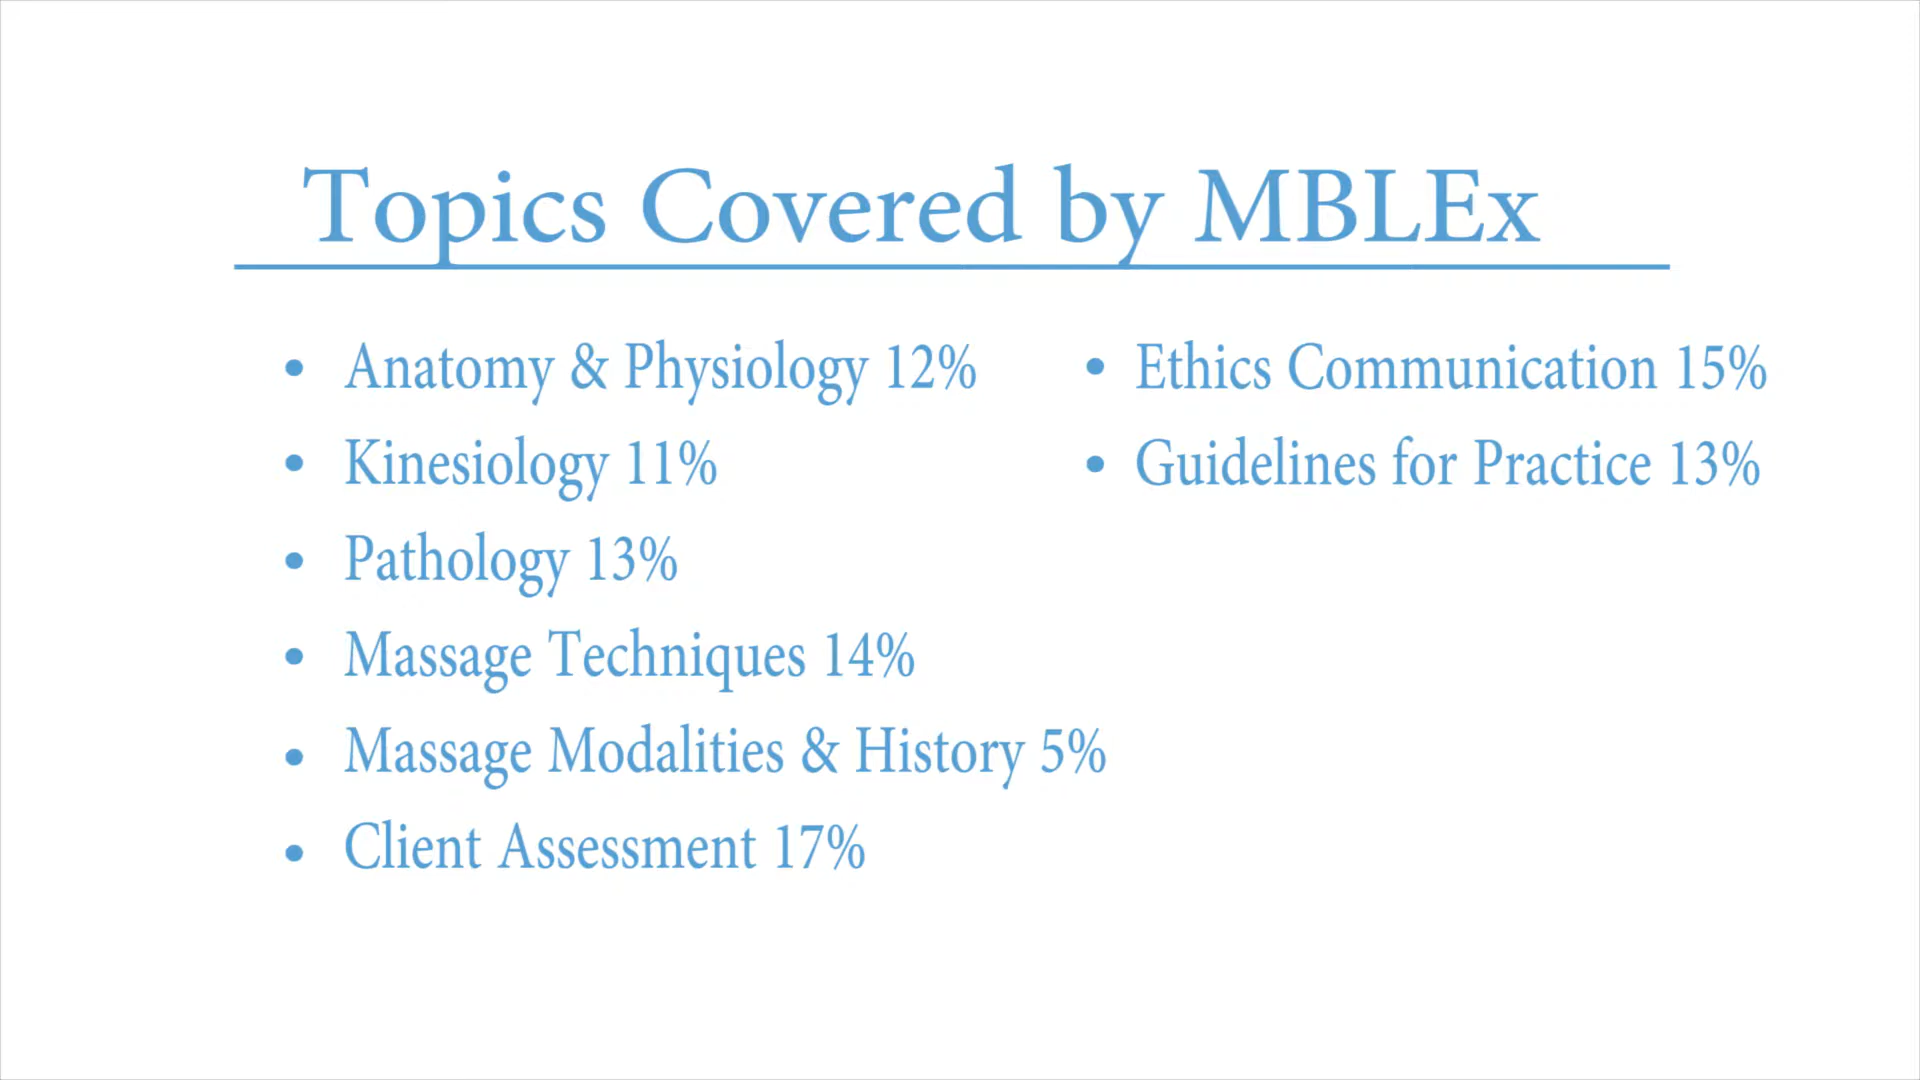 Topics Covered by MBLEx
• Anatomy & Physiology 12%
• Kinesiology 11%
• Pathology 13%
• Massage Techniques 14%
• Massage Modalities & History 5%
• Client Assessment 17%
• Ethics Communication 15%
• Guidelines for Practice 13%